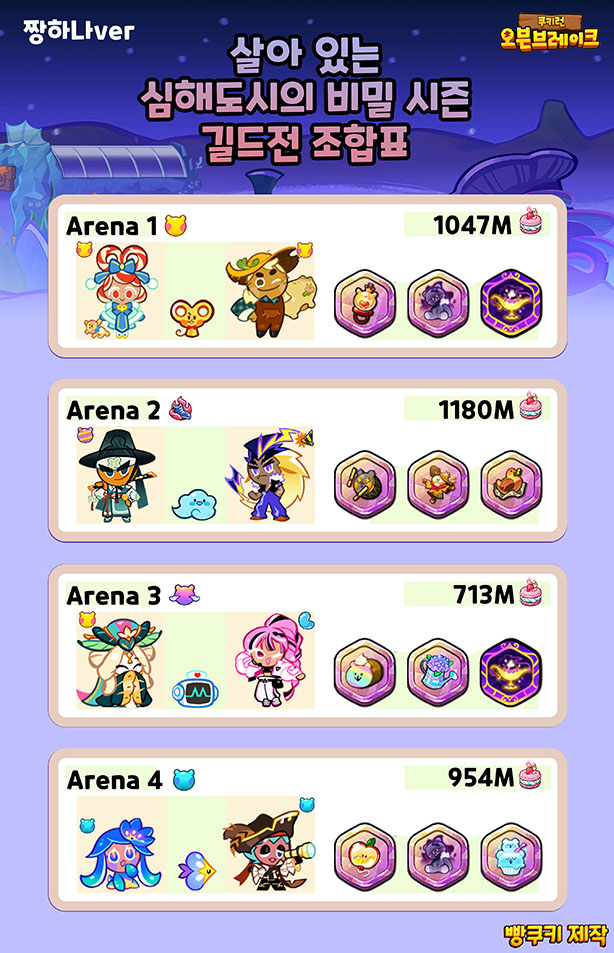 짱하나ver
쿠키런
오븐브레이크
살아 있는
심해도시의 비밀 시즌
길드전 조합표
Arena 1
1047M
Arena 2
1180M
Arena 3
713M
Arena 4
954M
빵쿠키 제작